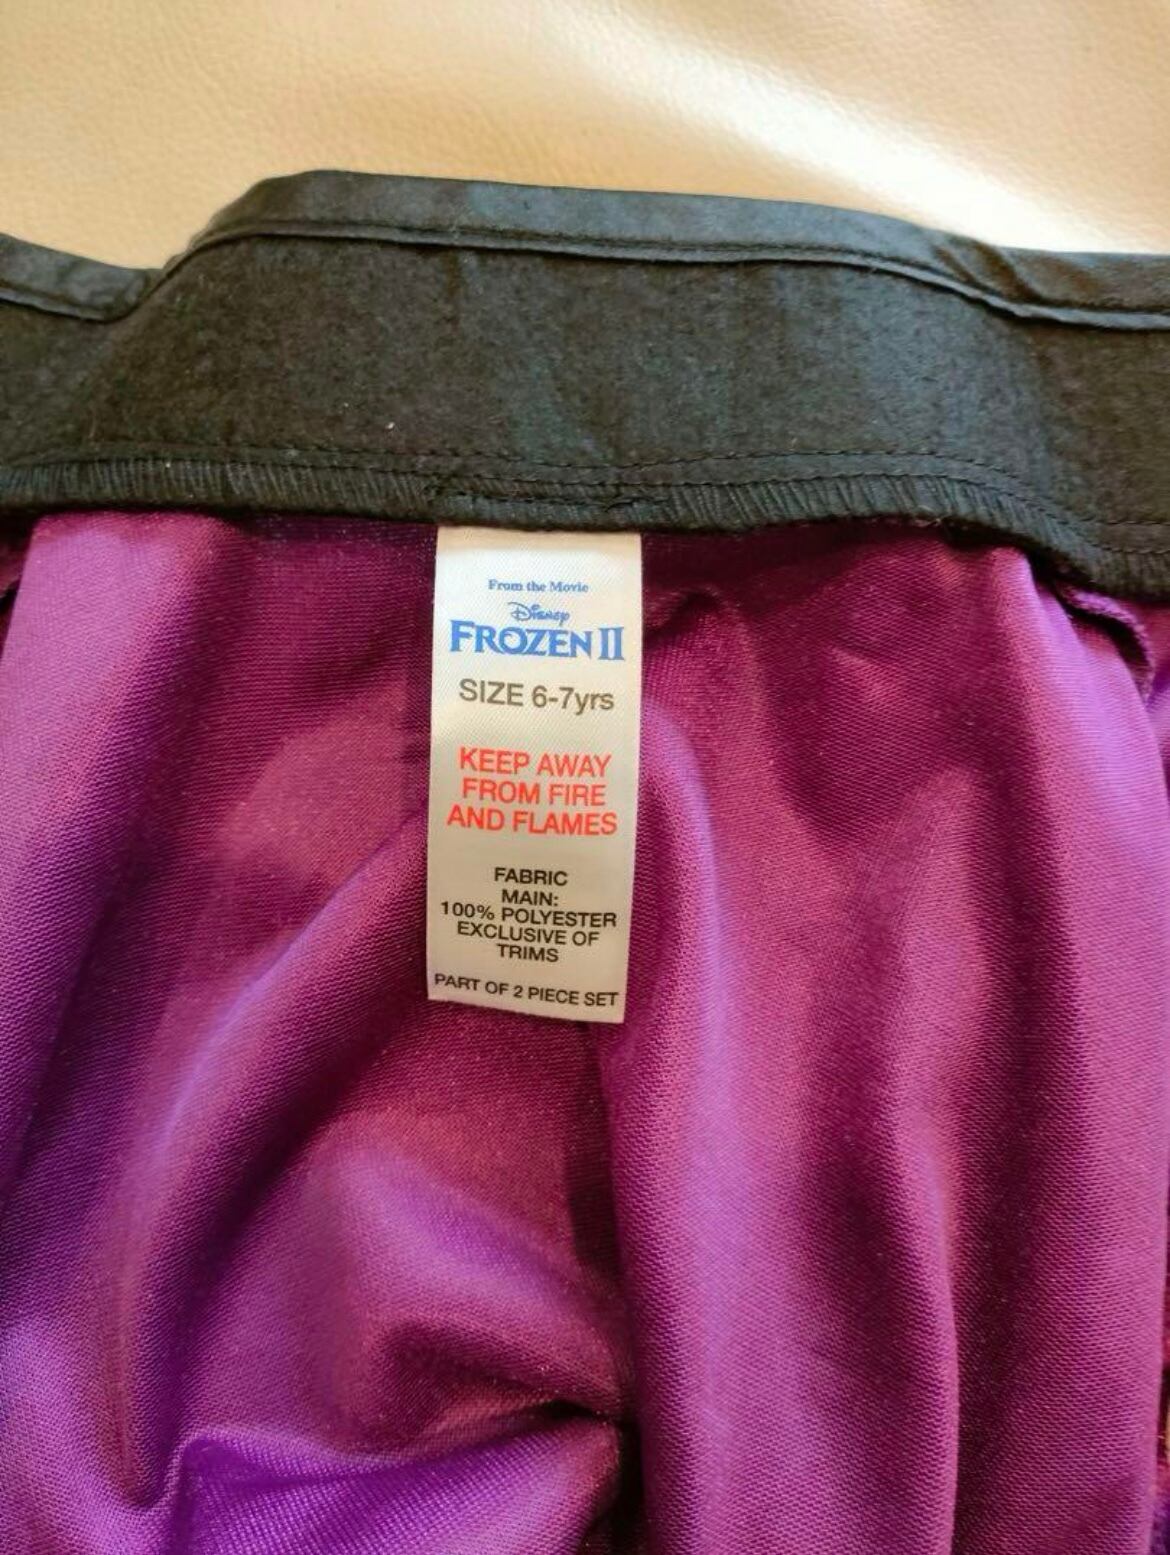 From the Movie
Disney
FROZEN II
SIZE 6-7yrs
KEEP AWAY
FROM FIRE
AND FLAMES
FABRIC
MAIN:
100% POLYESTER
EXCLUSIVE OF
TRIMS
PART OF 2 PIECE SET